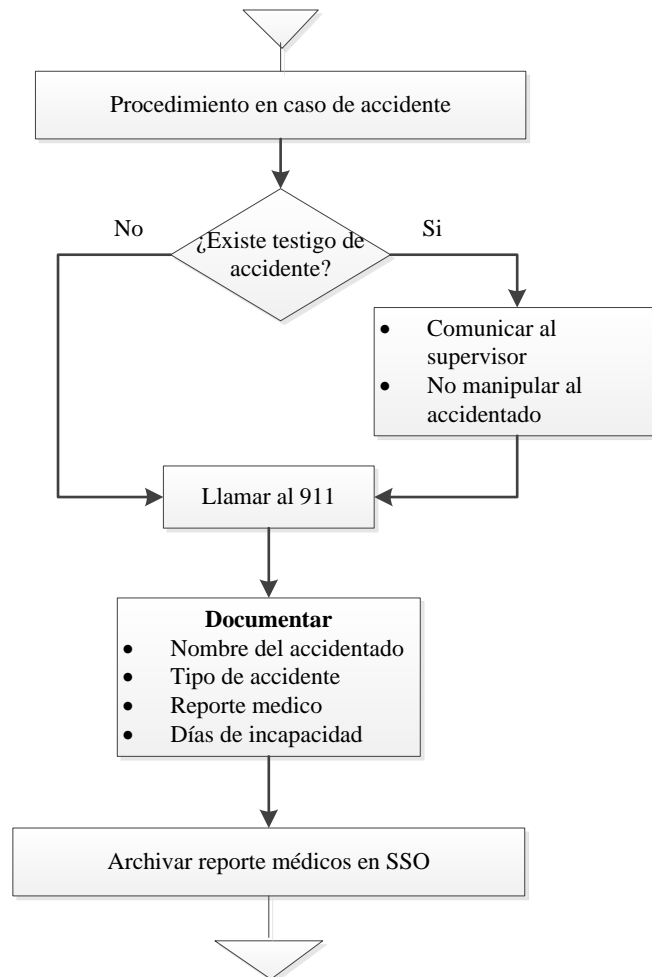 Procedimiento en caso de accidente
No
¿Existe testigo de
accidente?
Si
• Comunicar al
supervisor
• No manipular al
accidentado
Llamar al 911
Documentar
• Nombre del accidentado
• Tipo de accidente
• Reporte medico
• Días de incapacidad
Archivar reporte médicos en SSO